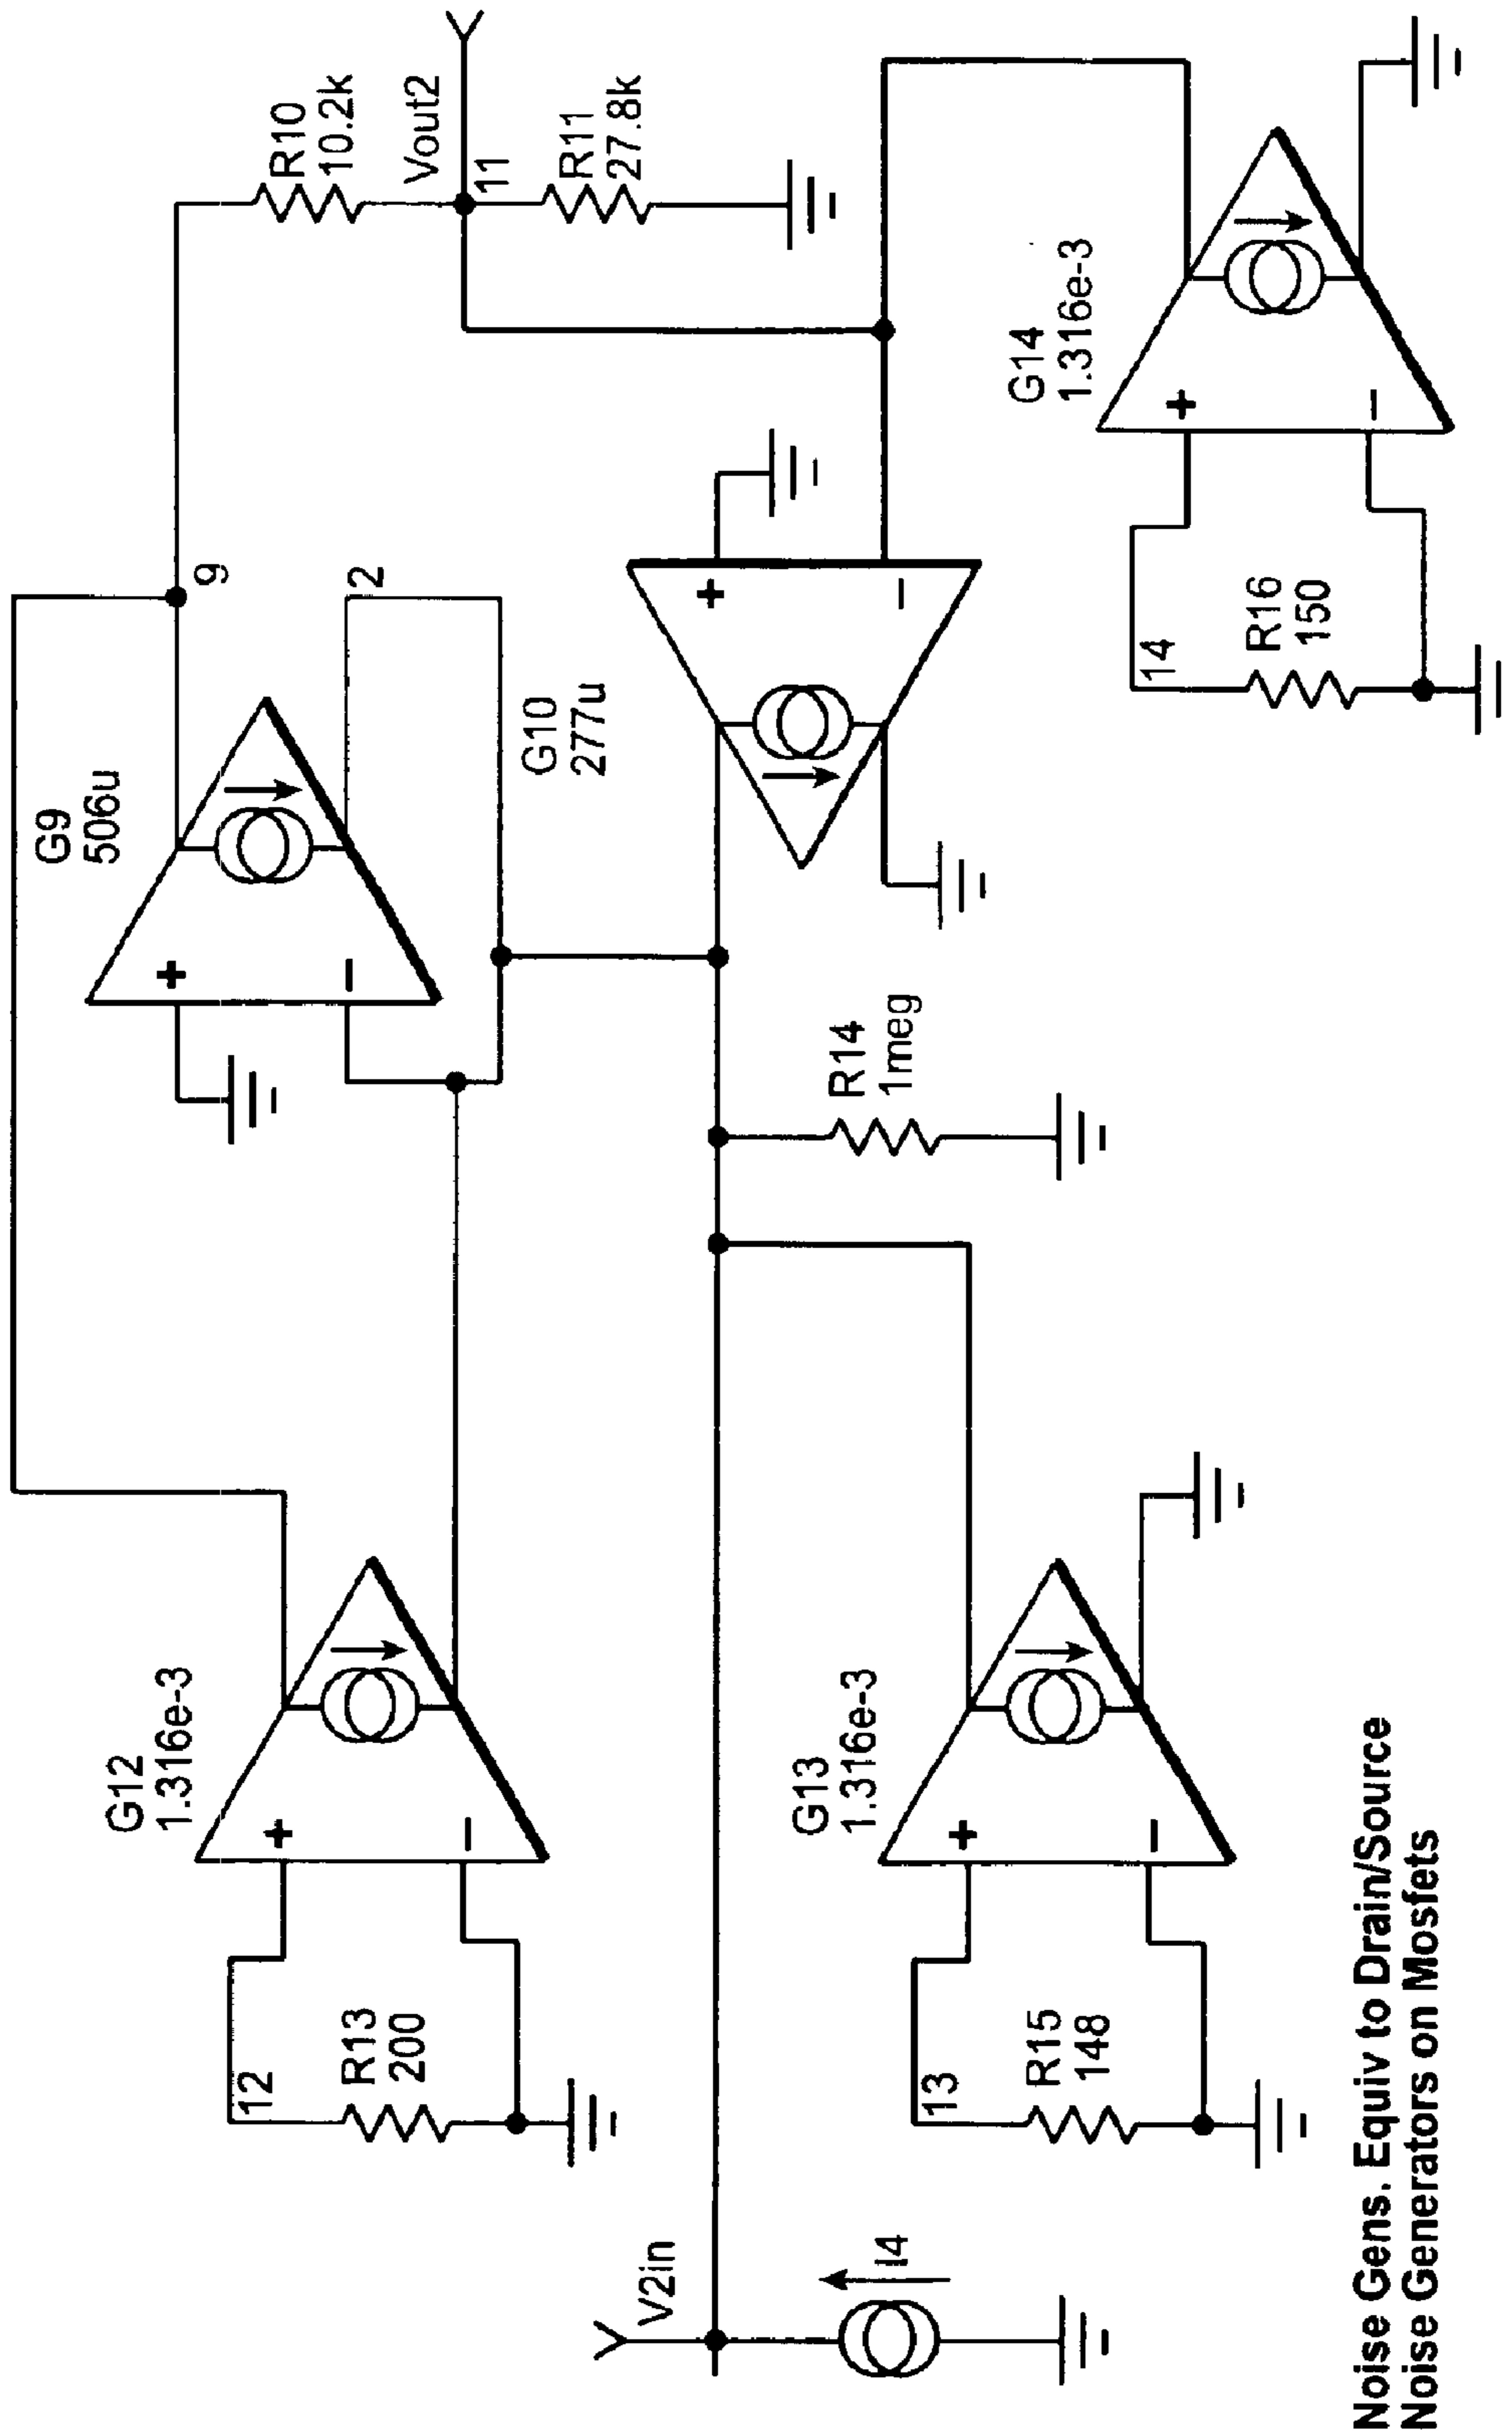 G9
506u
+
−
9
2
R10
10.2k
Vout2
11
R11
27.8k
G12
1.316e-3
+
−
12
R13
200
G10
277u
+
−
R14
1meg
V2in
I4
G13
1.316e-3
+
−
13
R15
148
G14
1.316e-3
+
−
14
R16
150
Noise Gens. Equiv to Drain/Source
Noise Generators on Mosfets